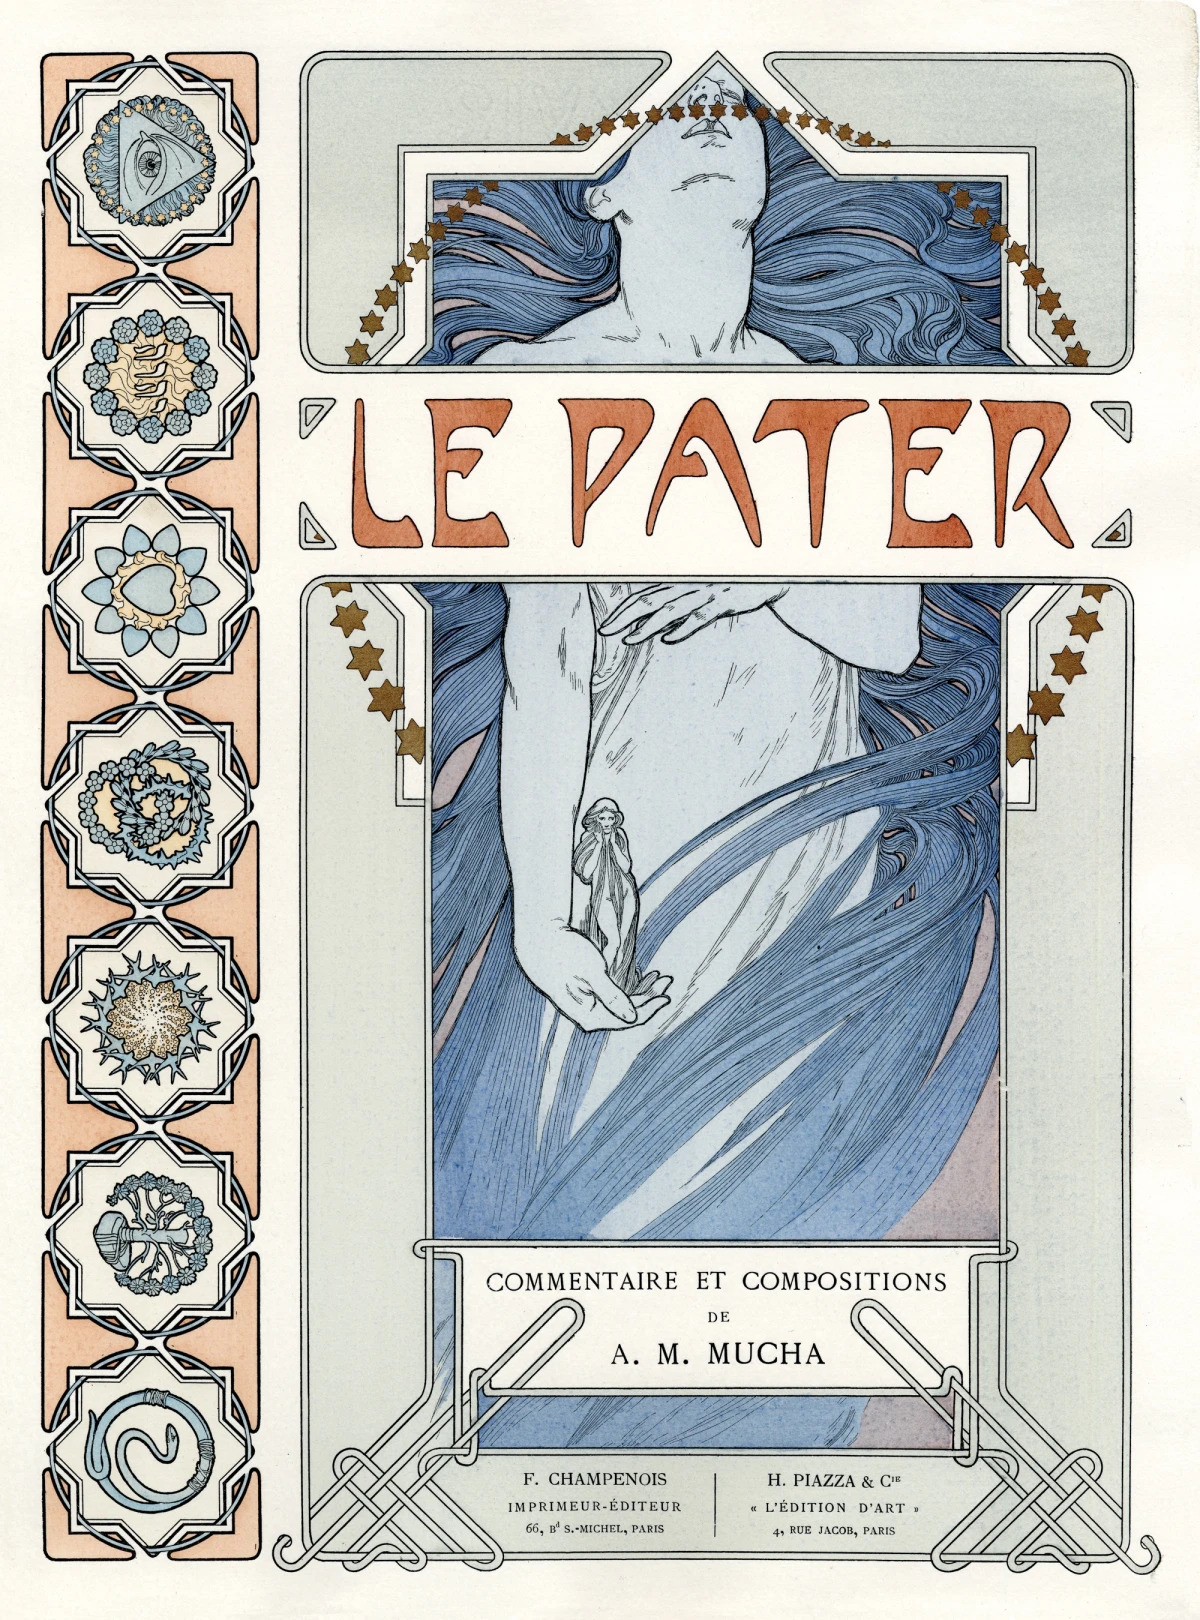 LE PATER
COMMENTAIRE ET COMPOSITIONS
DE
A. M. MUCHA
F. CHAMPENOIS
IMPRIMEUR-ÉDITEUR
66, Bd S.-MICHEL, PARIS
H. PIAZZA & CIE
« L'ÉDITION D'ART »
4, RUE JACOB, PARIS